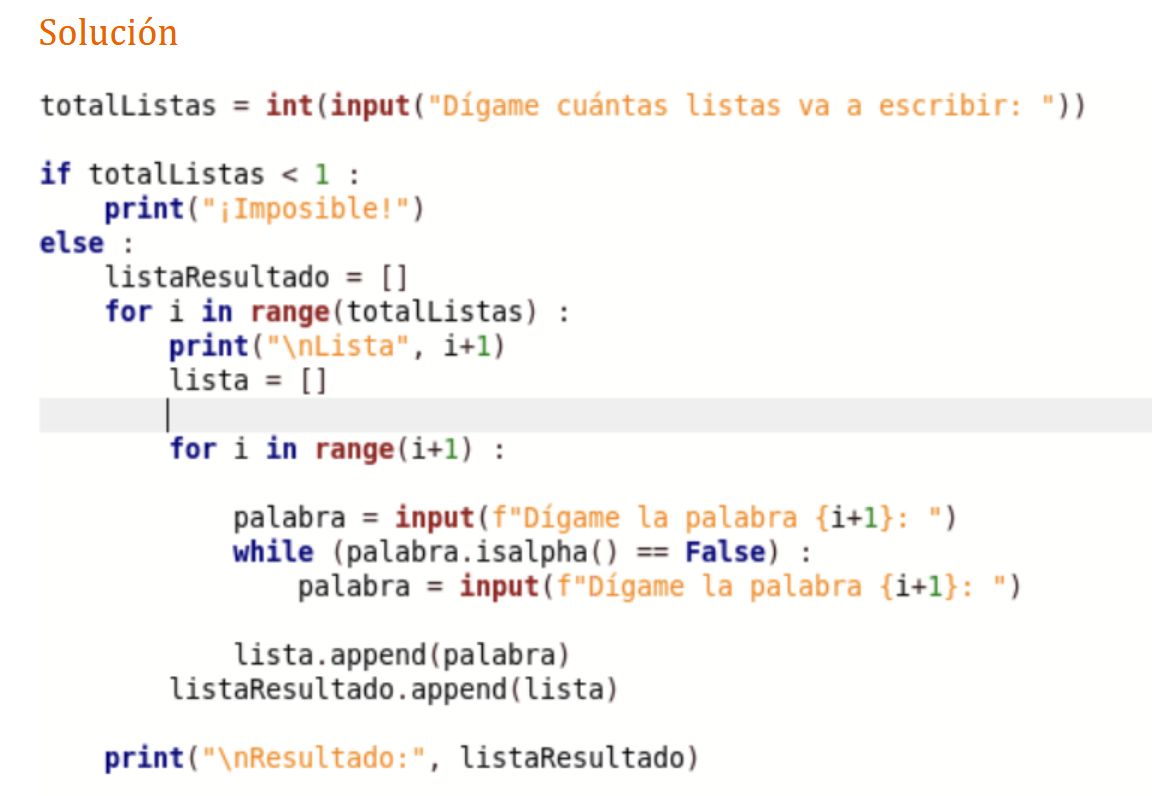 Solución
totalListas = int(input("Dígame cuántas listas va a escribir: "))
if totalListas < 1 :
    print("¡Imposible!")
else :
    listaResultado = []
    for i in range(totalListas) :
        print("\nLista", i+1)
        lista = []
        for i in range(i+1) :
            palabra = input(f"Dígame la palabra {i+1}: ")
            while (palabra.isalpha() == False) :
                palabra = input(f"Dígame la palabra {i+1}: ")
            lista.append(palabra)
        listaResultado.append(lista)
    print("\nResultado:", listaResultado)